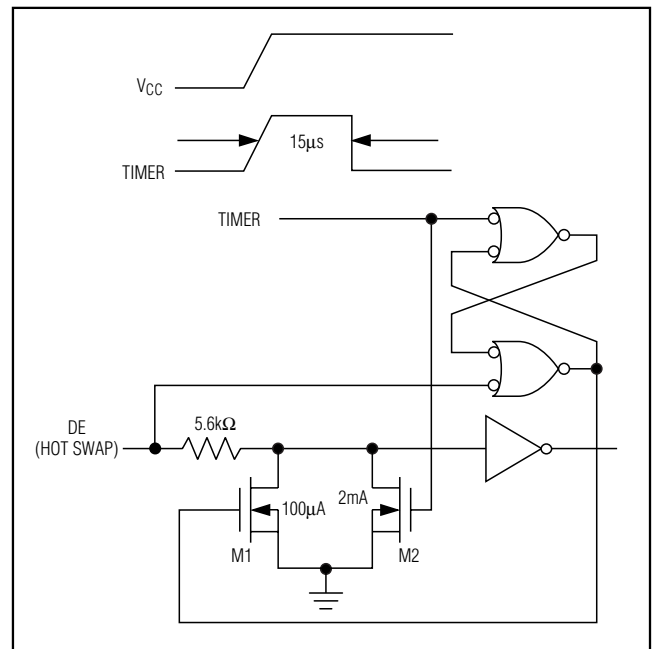 VCC
15μs
TIMER
TIMER
DE
(HOT SWAP)
5.6kΩ
100μA
2mA
M1
M2